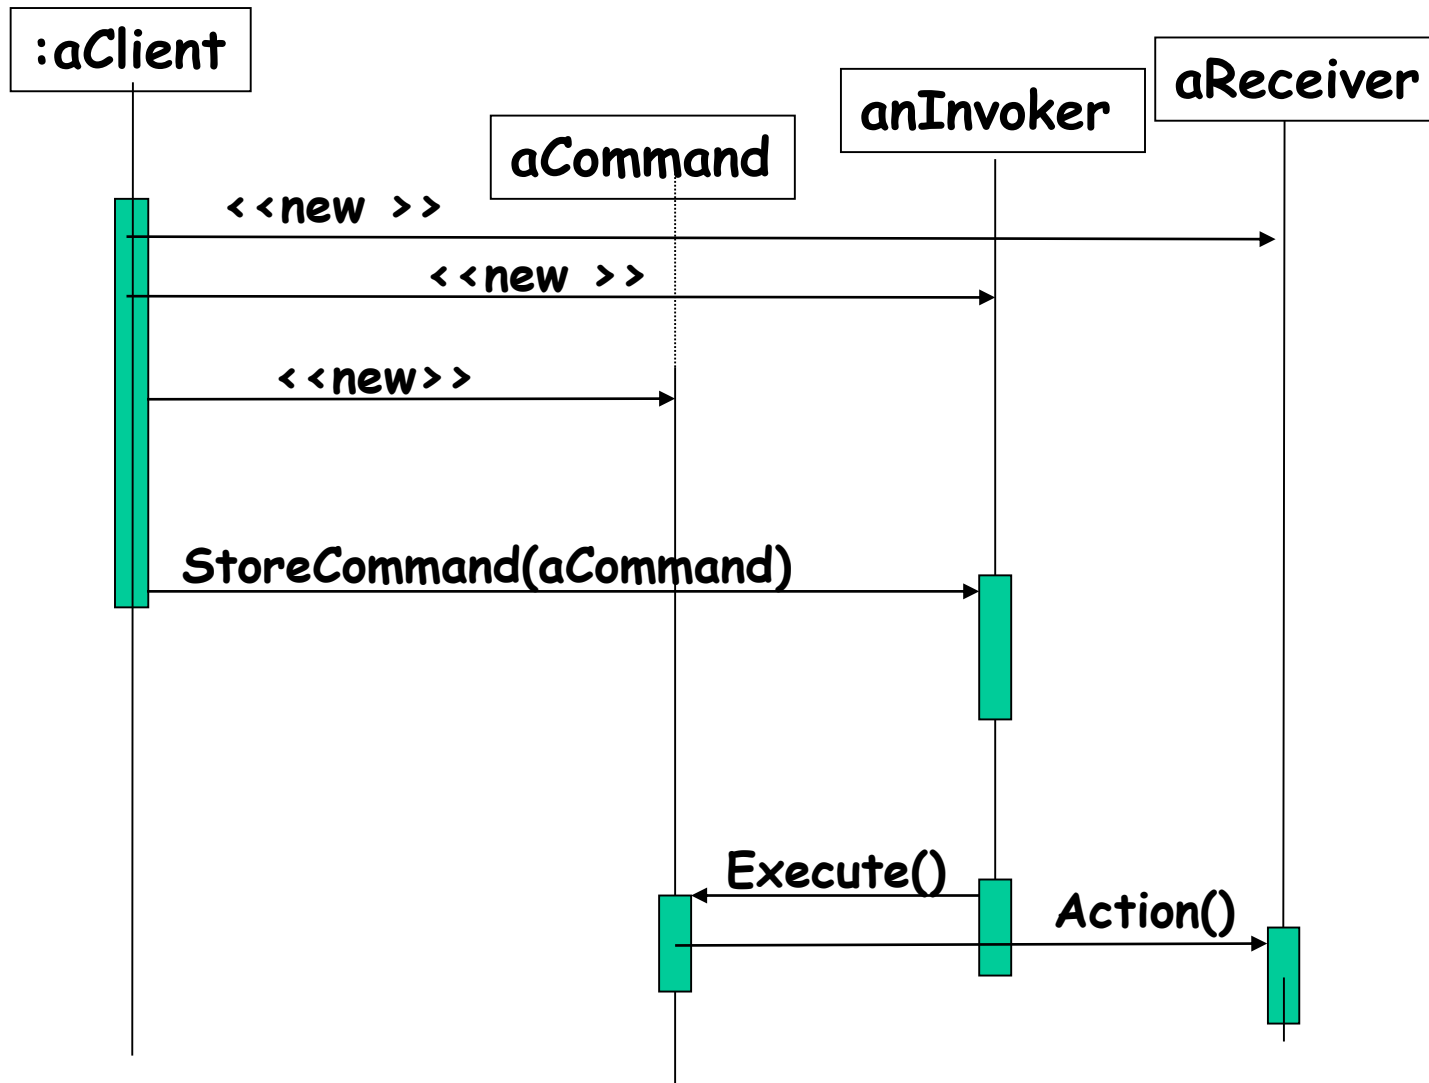 :aClient
aReceiver
anInvoker
aCommand
<<new >>
<<new >>
<<new>>
StoreCommand(aCommand)
Execute()
Action()